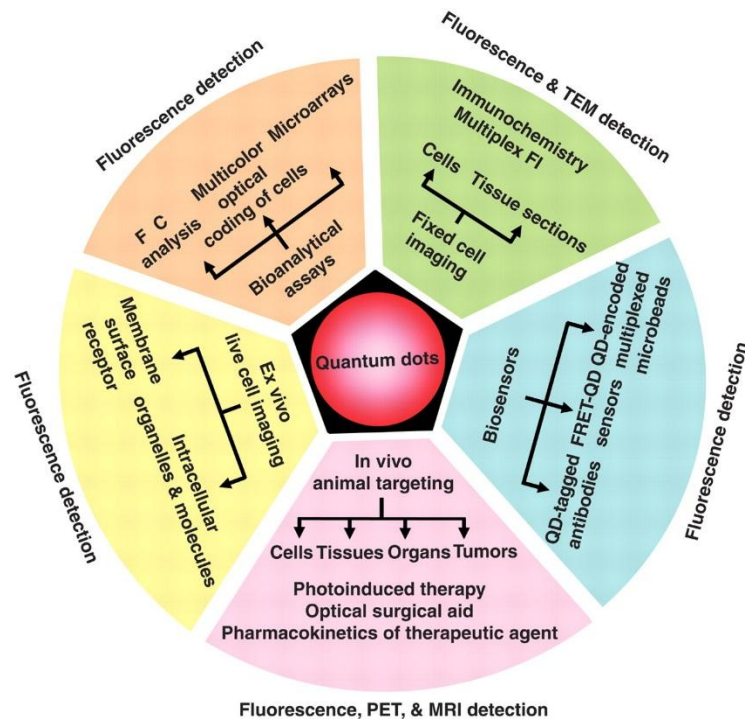 Fluorescence detection
Microarrays
Multicolor
optical
coding of cells
F C
analysis
Bioanalytical
assays
Fluorescence & TEM detection
Immunochemistry
Multiplex FI
Cells
Tissue sections
Fixed cell
imaging
Quantum dots
Fluorescence detection
Biosensors
QD-encoded
multiplexed
microbeads
FRET-QD
sensors
QD-tagged
antibodies
Fluorescence, PET, & MRI detection
In vivo
animal targeting
Cells Tissues Organs Tumors
Photoinduced therapy
Optical surgical aid
Pharmacokinetics of therapeutic agent
Fluorescence detection
Ex vivo
live cell imaging
Membrane
surface
receptor
Intracellular
organelles & molecules